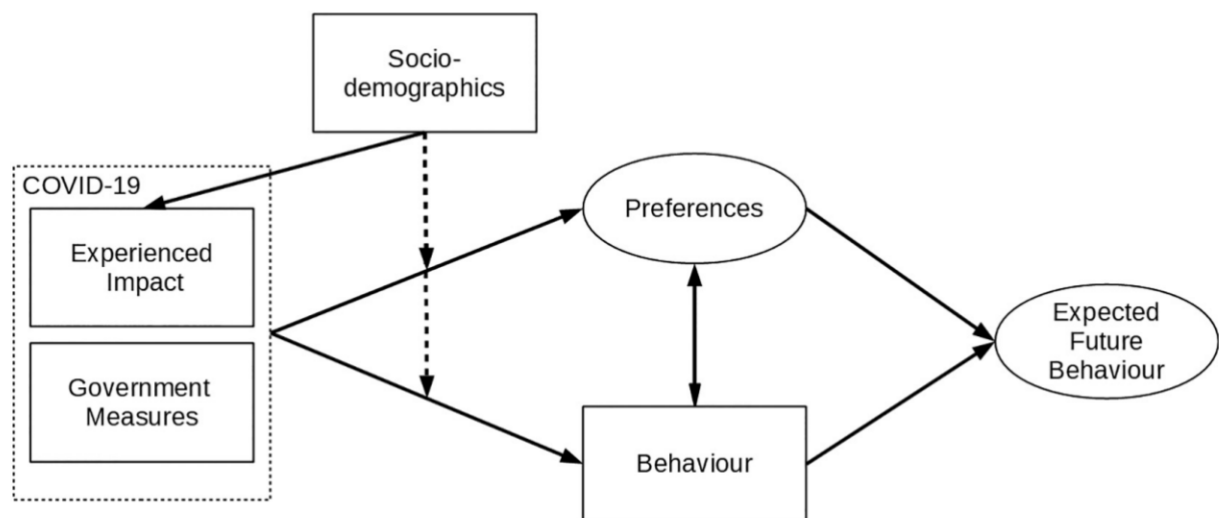 Socio-
demographics
COVID-19
Experienced
Impact
Government
Measures
Preferences
Behaviour
Expected
Future
Behaviour